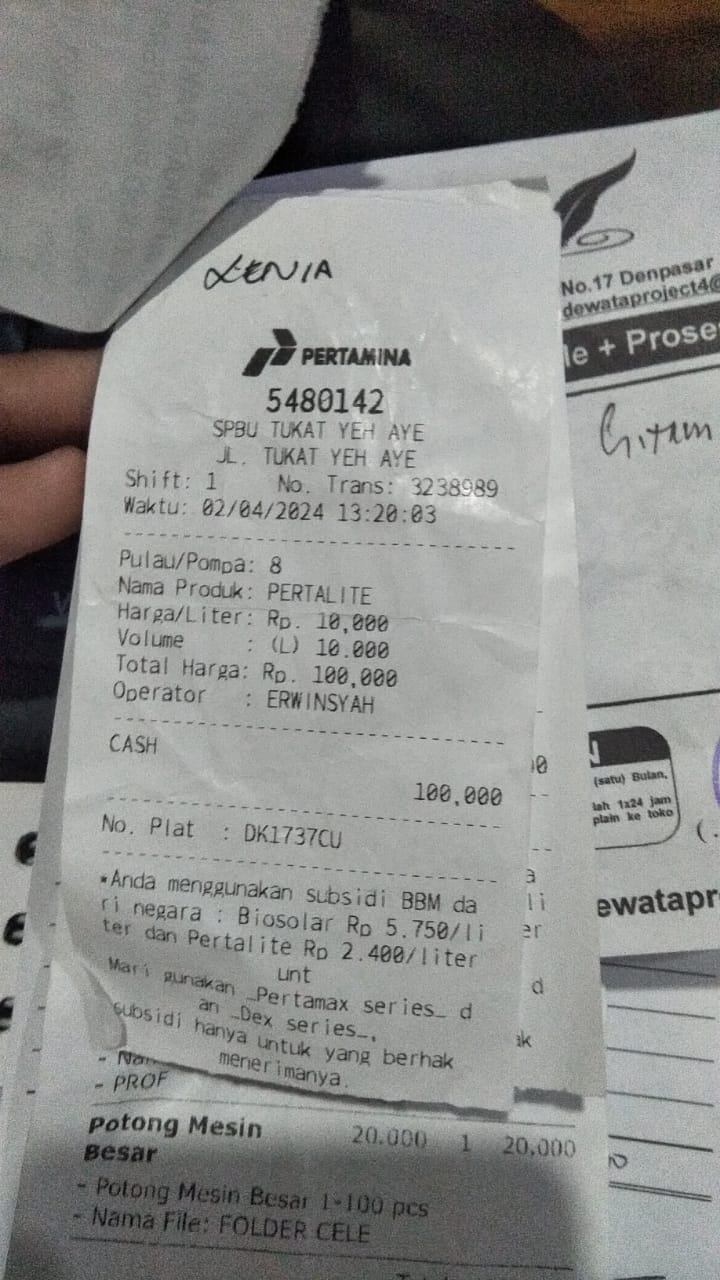 XENIA
PERTAMINA
5480142
SPBU TUKAT YEH AYE
JL. TUKAT YEH AYE
Shift: 1 No. Trans: 3238989
Waktu: 02/04/2024 13:20:03
Pulau/Pompa: 8
Nama Produk: PERTALITE
Harga/Liter: Rp. 10,000
Volume : (L) 10.000
Total Harga: Rp. 100,000
Operator : ERWINSYAH
CASH
100,000
No. Plat : DK1737CU
*Anda menggunakan subsidi BBM da
ri negara : Biosolar Rp 5.750/li
ter dan Pertalite Rp 2.400/liter
unt
Mari gunakan _Pertamax series_ d
an _Dex series_,
subsidi hanya untuk yang berhak
menerimanya.
- PROF
Potong Mesin 20.000 1 20,000
Besar
- Potong Mesin Besar 1-100 pcs
- Nama File: FOLDER CELE
No.17 Denpasar
dewataproject4@
le + Prose
(satu) Bulan,
lah 1x24 jam
plain ke toko
ewatapr